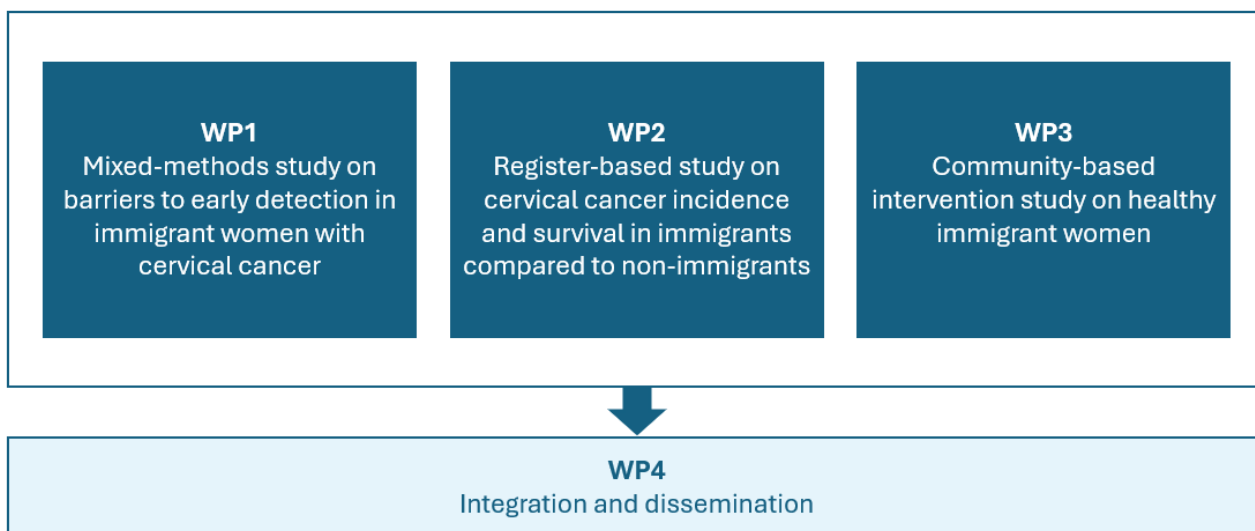 WP1
Mixed-methods study on
barriers to early detection in
immigrant women with
cervical cancer
WP2
Register-based study on
cervical cancer incidence
and survival in immigrants
compared to non-immigrants
WP3
Community-based
intervention study on healthy
immigrant women
WP4
Integration and dissemination